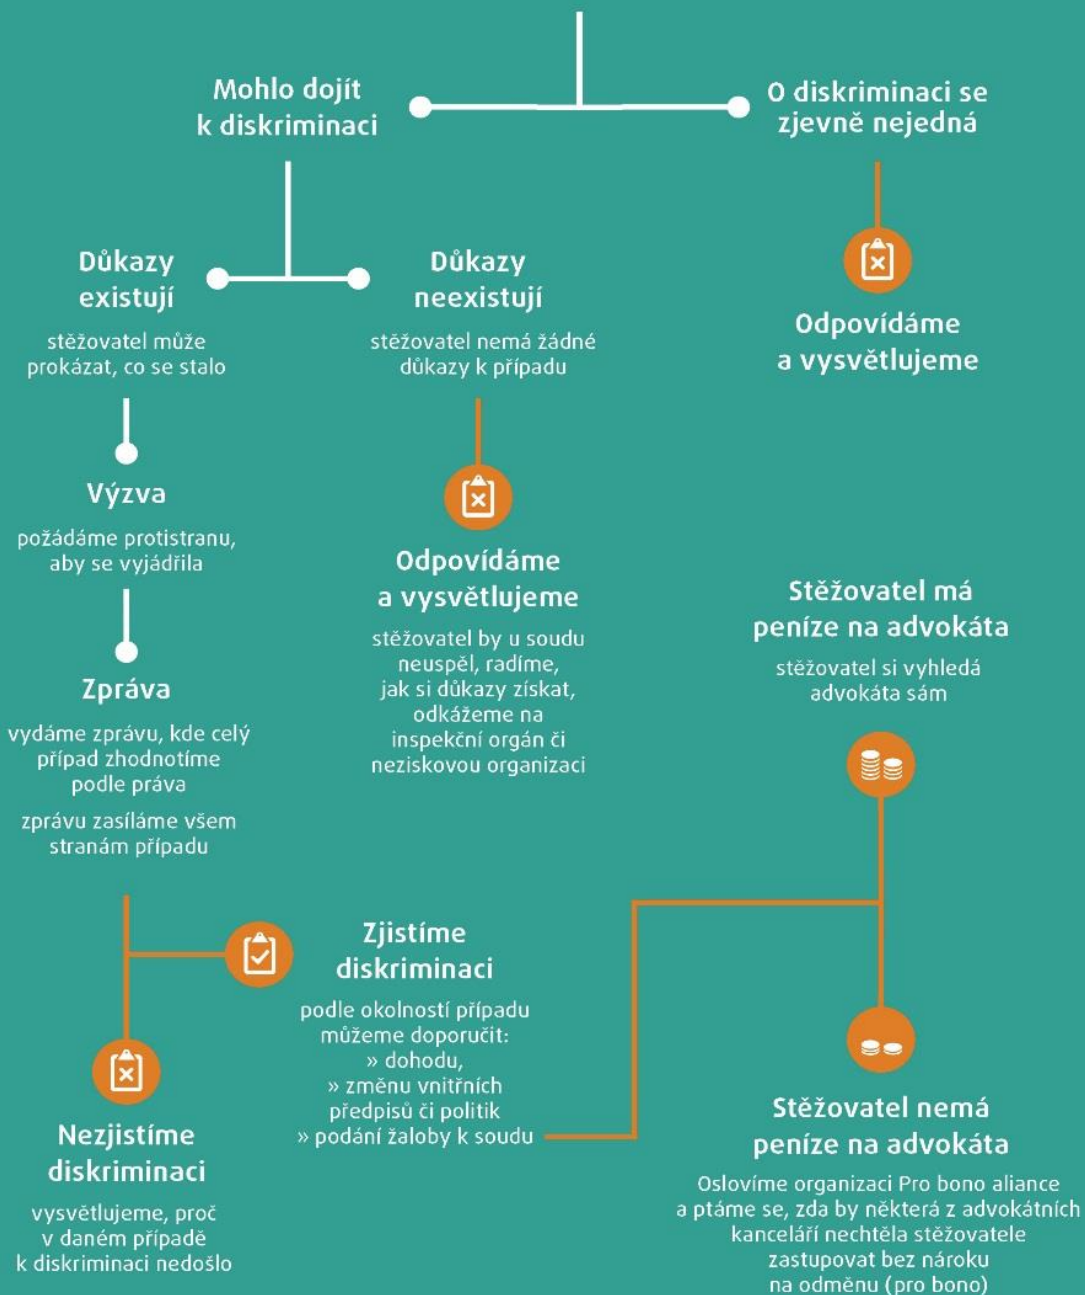 Mohlo dojít
k diskriminaci
O diskriminaci se
zjevně nejedná
Důkazy
existují
stěžovatel může
prokázat, co se stalo
Důkazy
neexistují
stěžovatel nemá žádné
důkazy k případu
Odpovídáme
a vysvětlujeme
Výzva
požádáme protistranu,
aby se vyjádřila
Odpovídáme
a vysvětlujeme
stěžovatel by u soudu
neuspěl, radíme,
jak si důkazy získat,
odkážeme na
inspekční orgán či
neziskovou organizaci
Stěžovatel má
peníze na advokáta
stěžovatel si vyhledá
advokáta sám
Zpráva
vydáme zprávu, kde celý
případ zhodnotíme
podle práva
zprávu zasíláme všem
stranám případu
Zjistíme
diskriminaci
podle okolností případu
můžeme doporučit:
» dohodu,
» změnu vnitřních
předpisů či politik
» podání žaloby k soudu
Nezjistíme
diskriminaci
vysvětlujeme, proč
v daném případě
k diskriminaci nedošlo
Stěžovatel nemá
peníze na advokáta
Oslovíme organizaci Pro bono aliance
a ptáme se, zda by některá z advokátních
kanceláří nechtěla stěžovatele
zastupovat bez nároku
na odměnu (pro bono)